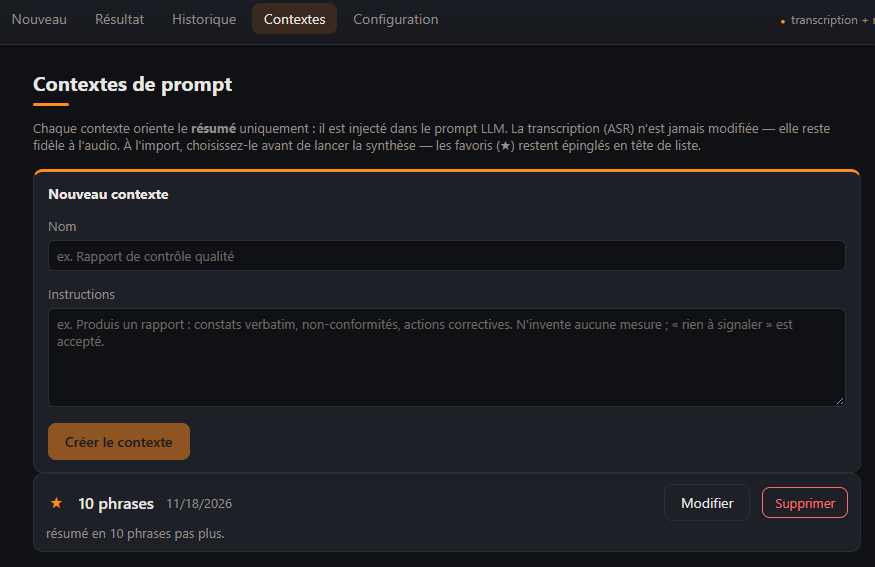 Nouveau Résultat Historique Contextes Configuration • transcription +
Contextes de prompt
Chaque contexte oriente le résumé uniquement : il est injecté dans le prompt LLM. La transcription (ASR) n'est jamais modifiée — elle reste
fidèle à l'audio. À l'import, choisissez-le avant de lancer la synthèse — les favoris (★) restent épinglés en tête de liste.
Nouveau contexte
Nom
ex. Rapport de contrôle qualité
Instructions
ex. Produis un rapport : constats verbatim, non-conformités, actions correctives. N'invente aucune mesure ; « rien à signaler » est
accepté.
Créer le contexte
★ 10 phrases 11/18/2026 Modifier Supprimer
résumé en 10 phrases pas plus.